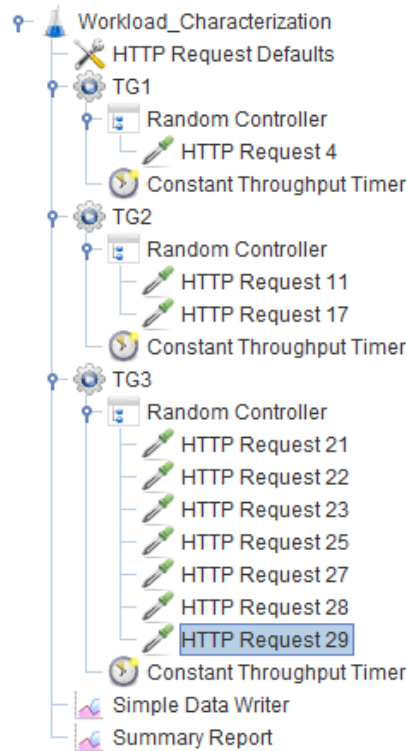 Workload_Characterization
HTTP Request Defaults
TG1
Random Controller
HTTP Request 4
Constant Throughput Timer
TG2
Random Controller
HTTP Request 11
HTTP Request 17
Constant Throughput Timer
TG3
Random Controller
HTTP Request 21
HTTP Request 22
HTTP Request 23
HTTP Request 25
HTTP Request 27
HTTP Request 28
HTTP Request 29
Constant Throughput Timer
Simple Data Writer
Summary Report